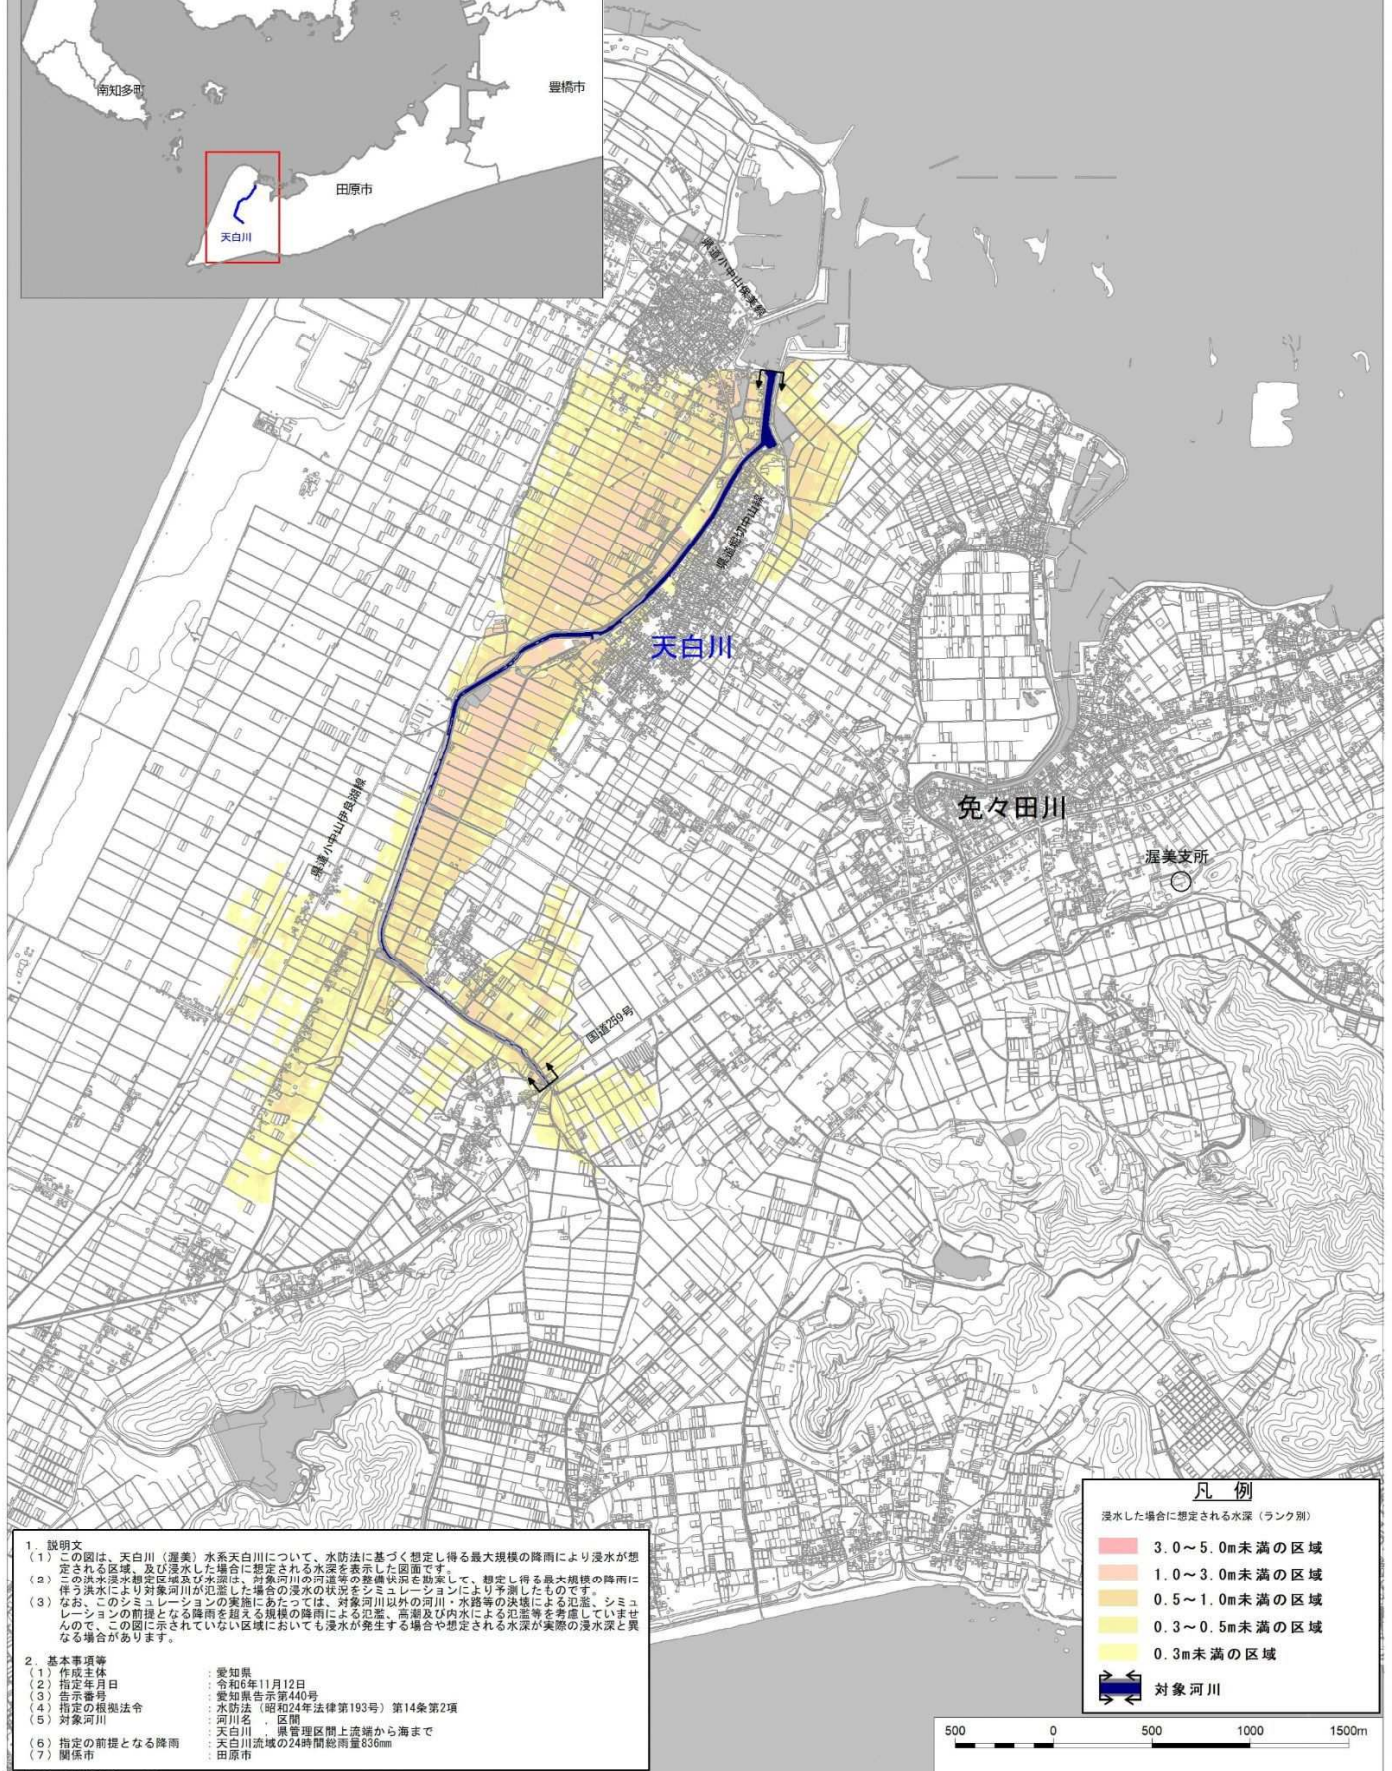 南知多町
豊橋市
田原市
天白川
県道小中山保美線
県道堀切中山線
天白川
県道小中山伊良湖線
免々田川
渥美支所
国道259号
1. 説明文
(1) この図は、天白川(渥美)水系天白川について、水防法に基づく想定し得る最大規模の降雨により浸水が想
定される区域、及び浸水した場合に想定される水深を表示した図面です。
(2) この洪水浸水想定区域及び水深は、対象河川の河道等の整備状況を勘案して、想定し得る最大規模の降雨に
伴う洪水により対象河川が氾濫した場合の浸水の状況をシミュレーションにより予測したものです。
(3) なお、このシミュレーションの実施にあたっては、対象河川以外の河川・水路等の決壊による氾濫、シミュ
レーションの前提となる降雨を超える規模の降雨による氾濫、高潮及び内水による氾濫等を考慮していませ
んので、この図に示されていない区域においても浸水が発生する場合や想定される水深が実際の浸水深と異
なる場合があります。
2. 基本事項等
(1) 作成主体 : 愛知県
(2) 指定年月日 : 令和6年11月12日
(3) 告示番号 : 愛知県告示第440号
(4) 指定の根拠法令 : 水防法(昭和24年法律第193号)第14条第2項
(5) 対象河川 : 河川名 , 区間
: 天白川 , 県管理区間上流端から海まで
(6) 指定の前提となる降雨 : 天白川流域の24時間総雨量836mm
(7) 関係市 : 田原市
凡 例
浸水した場合に想定される水深(ランク別)
3.0～5.0m未満の区域
1.0～3.0m未満の区域
0.5～1.0m未満の区域
0.3～0.5m未満の区域
0.3m未満の区域
対象河川
500 0 500 1000 1500m